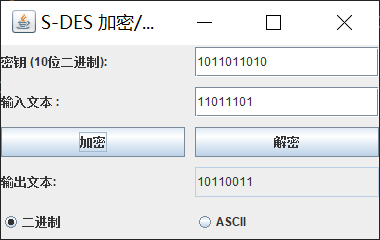 S-DES 加密/...
密钥 (10位二进制): 1011011010
输入文本 : 11011101
加密 解密
输出文本: 10110011
二进制 ASCII